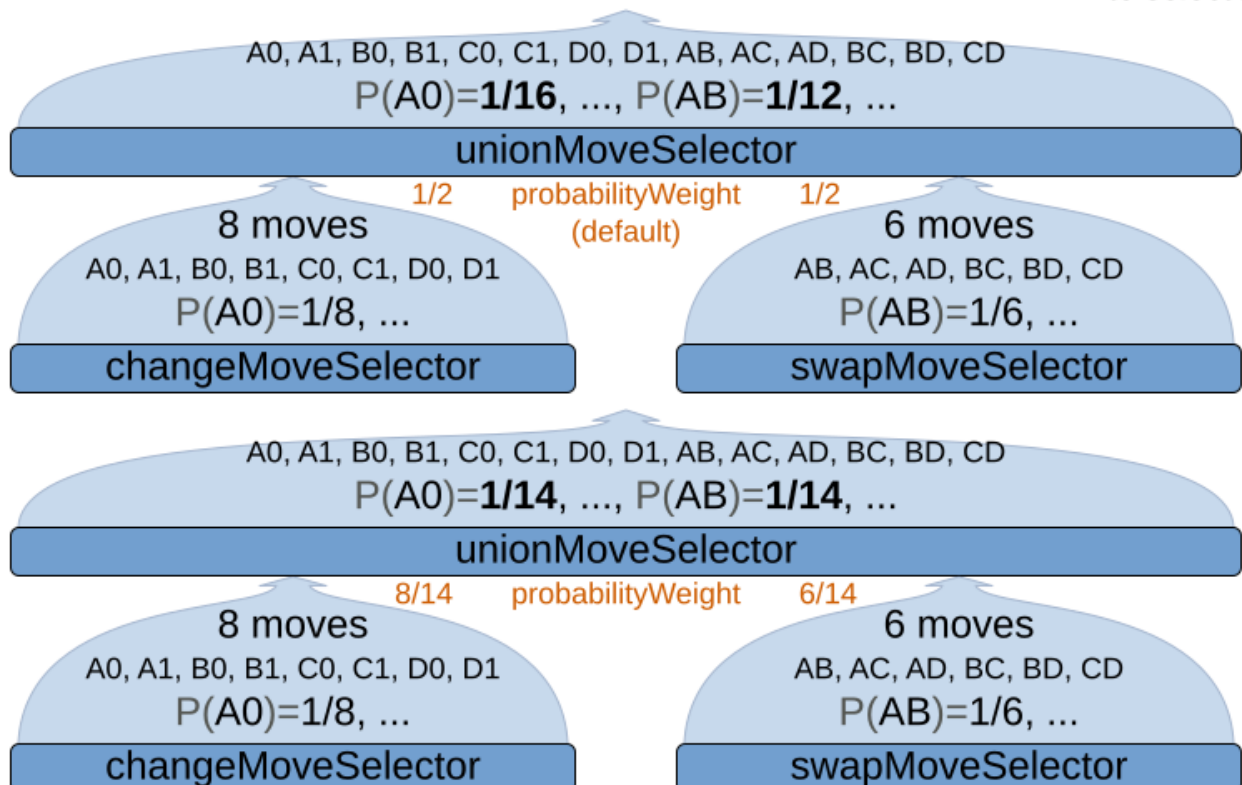 A0, A1, B0, B1, C0, C1, D0, D1, AB, AC, AD, BC, BD, CD
P(A0)=1/16, ..., P(AB)=1/12, ...
unionMoveSelector
1/2 probabilityWeight 1/2
(default)
8 moves 6 moves
A0, A1, B0, B1, C0, C1, D0, D1 AB, AC, AD, BC, BD, CD
P(A0)=1/8, ... P(AB)=1/6, ...
changeMoveSelector swapMoveSelector
A0, A1, B0, B1, C0, C1, D0, D1, AB, AC, AD, BC, BD, CD
P(A0)=1/14, ..., P(AB)=1/14, ...
unionMoveSelector
8/14 probabilityWeight 6/14
8 moves 6 moves
A0, A1, B0, B1, C0, C1, D0, D1 AB, AC, AD, BC, BD, CD
P(A0)=1/8, ... P(AB)=1/6, ...
changeMoveSelector swapMoveSelector